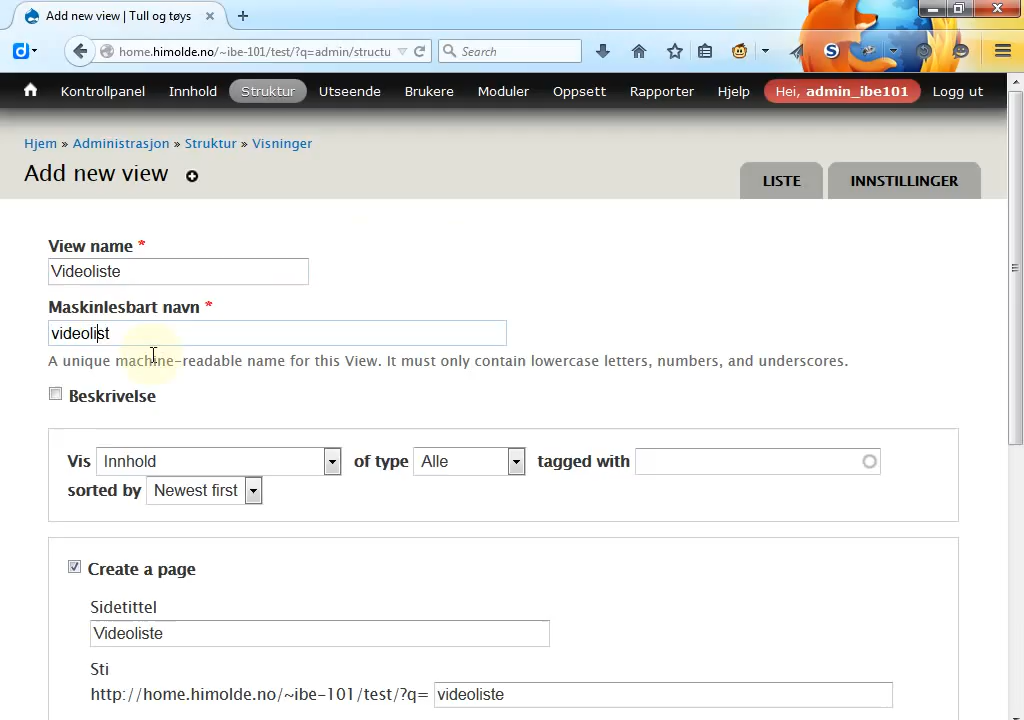 Add new view | Tull og tøys
home.himolde.no/~ibe-101/test/?q=admin/structu
Search
Kontrollpanel Innhold Struktur Utseende Brukere Moduler Oppsett Rapporter Hjelp Hei, admin_ibe101 Logg ut
Hjem » Administrasjon » Struktur » Visninger
Add new view
LISTE INNSTILLINGER
View name *
Videoliste
Maskinlesbart navn *
videolist
A unique machine-readable name for this View. It must only contain lowercase letters, numbers, and underscores.
Beskrivelse
Vis Innhold of type Alle tagged with
sorted by Newest first
Create a page
Sidetittel
Videoliste
Sti
http://home.himolde.no/~ibe-101/test/?q= videoliste